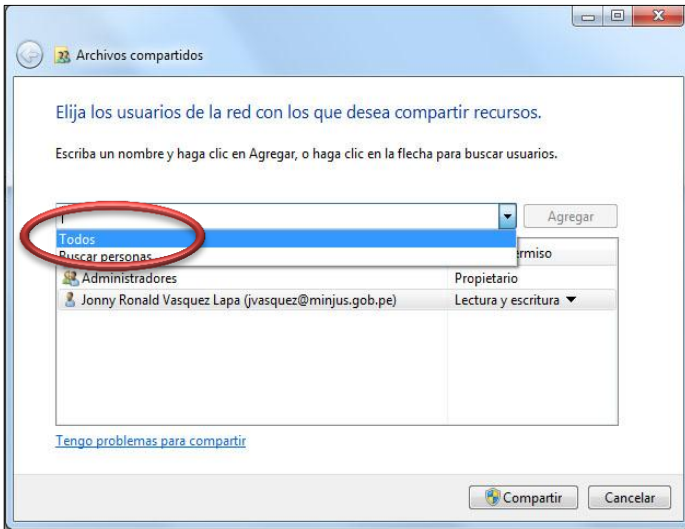 Archivos compartidos
Elija los usuarios de la red con los que desea compartir recursos.
Escriba un nombre y haga clic en Agregar, o haga clic en la flecha para buscar usuarios.
Agregar
Todos
Buscar personas
ermiso
Administradores Propietario
Jonny Ronald Vasquez Lapa (jvasquez@minjus.gob.pe) Lectura y escritura
Tengo problemas para compartir
Compartir Cancelar